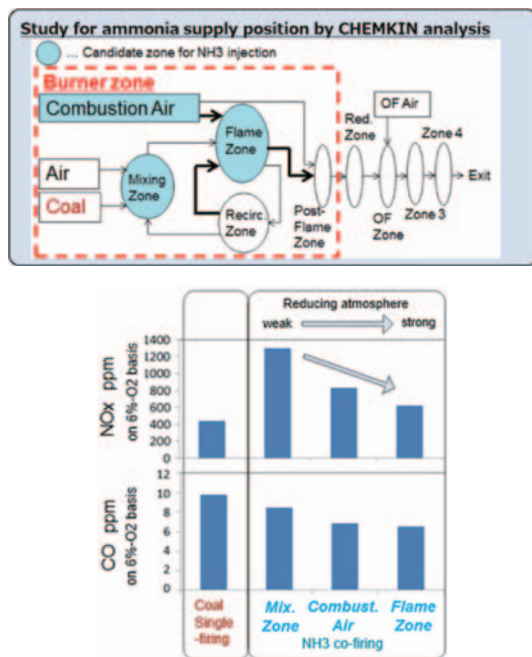 Study for ammonia supply position by CHEMKIN analysis
... Candidate zone for NH3 injection
Burner zone
Combustion Air
Flame
Zone
Air
Coal
Mixing
Zone
Recirc.
Zone
Post-
Flame
Zone
Red.
Zone
OF Air
OF
Zone
Zone 3
Zone 4
Exit
Reducing atmosphere
weak
strong
NOx ppm
on 6%-O2 basis
1400
1200
1000
800
600
400
200
0
CO ppm
on 6%-O2 basis
12
10
8
6
4
2
0
Coal
Single
-firing
Mix.
Zone
Combust.
Air
Flame
Zone
NH3 co-firing